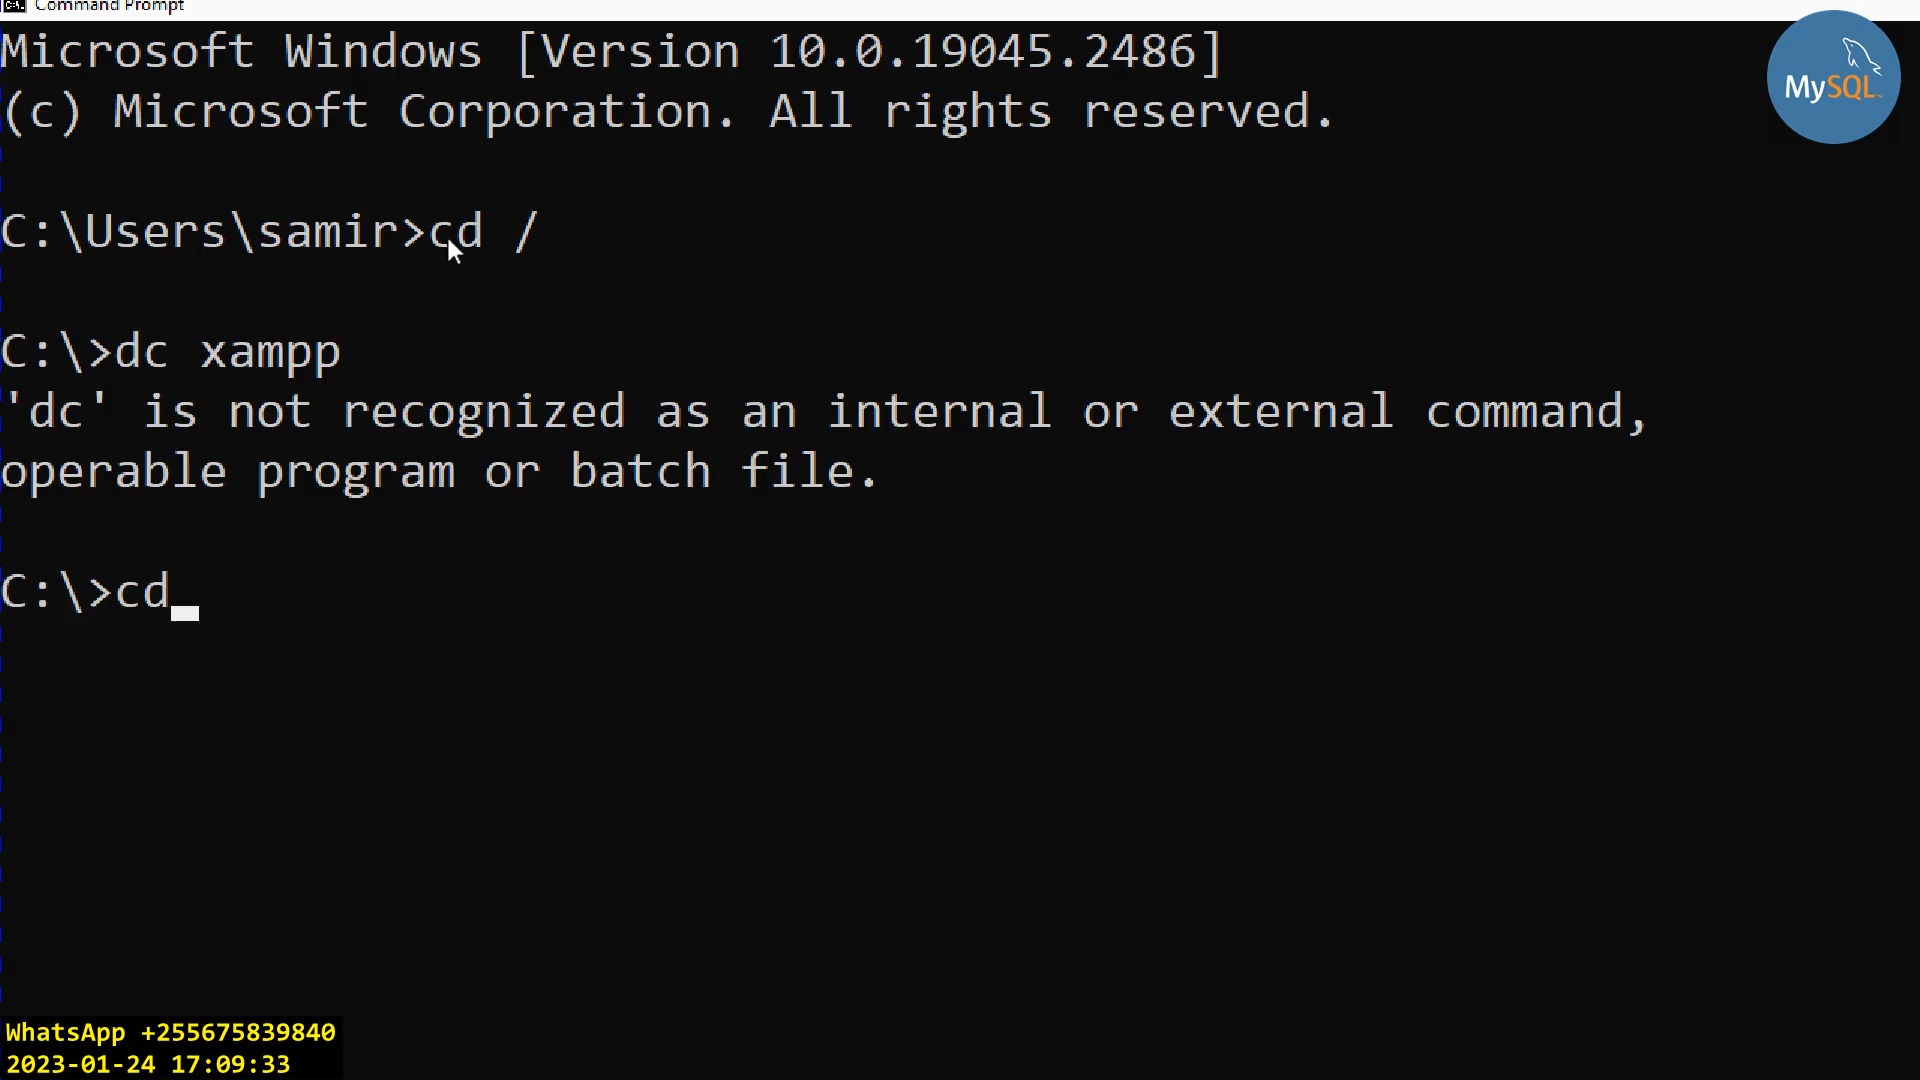 Command Prompt
Microsoft Windows [Version 10.0.19045.2486]
(c) Microsoft Corporation. All rights reserved.
MySQL
C:\Users\samir>cd /
C:\>dc xampp
'dc' is not recognized as an internal or external command,
operable program or batch file.
C:\>cd
WhatsApp +255675839840
2023-01-24 17:09:33